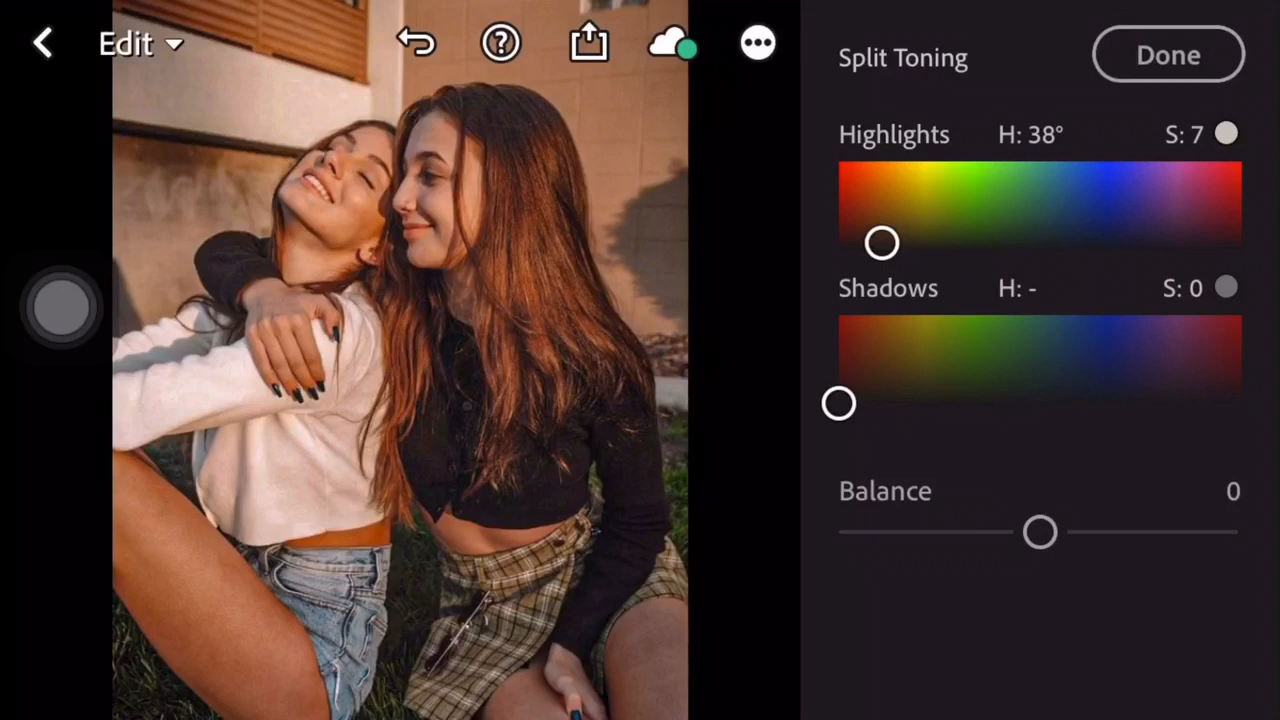 Edit
?
Split Toning
Done
Highlights H: 38° S: 7
Shadows H: - S: 0
Balance 0